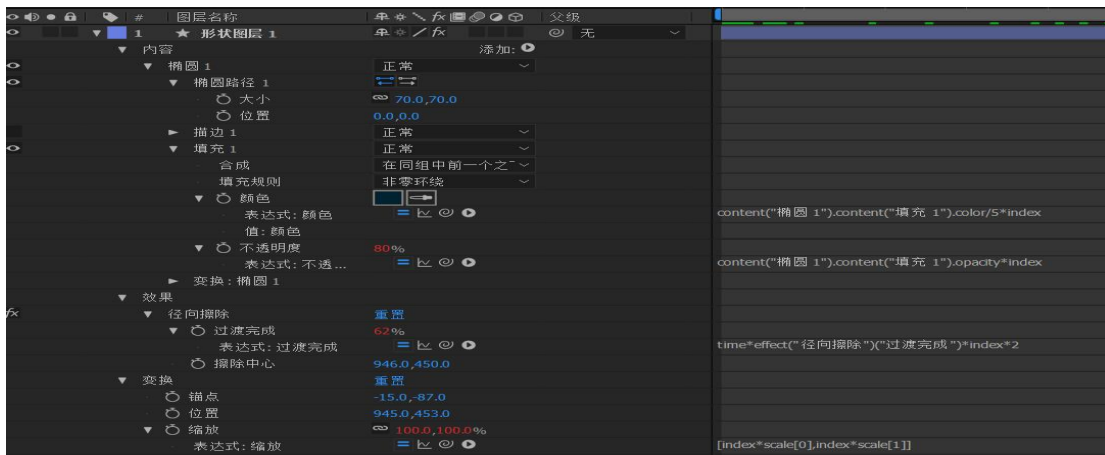 # 图层名称 fx 父级
1 ★ 形状图层 1 fx 无
内容 添加:
椭圆 1 正常
椭圆路径 1
大小 70.0,70.0
位置 0.0,0.0
描边 1 正常
填充 1 正常
合成 在同组中前一个之下
填充规则 非零环绕
颜色
表达式: 颜色 content("椭圆 1").content("填充 1").color/5*index
值: 颜色
不透明度 80%
表达式: 不透... content("椭圆 1").content("填充 1").opacity*index
变换: 椭圆 1
效果
fx 径向擦除 重置
过渡完成 62%
表达式: 过渡完成 time*effect("径向擦除")("过渡完成")*index*2
擦除中心 946.0,450.0
变换 重置
锚点 -15.0,-87.0
位置 945.0,453.0
缩放 100.0,100.0%
表达式: 缩放 [index*scale[0],index*scale[1]]